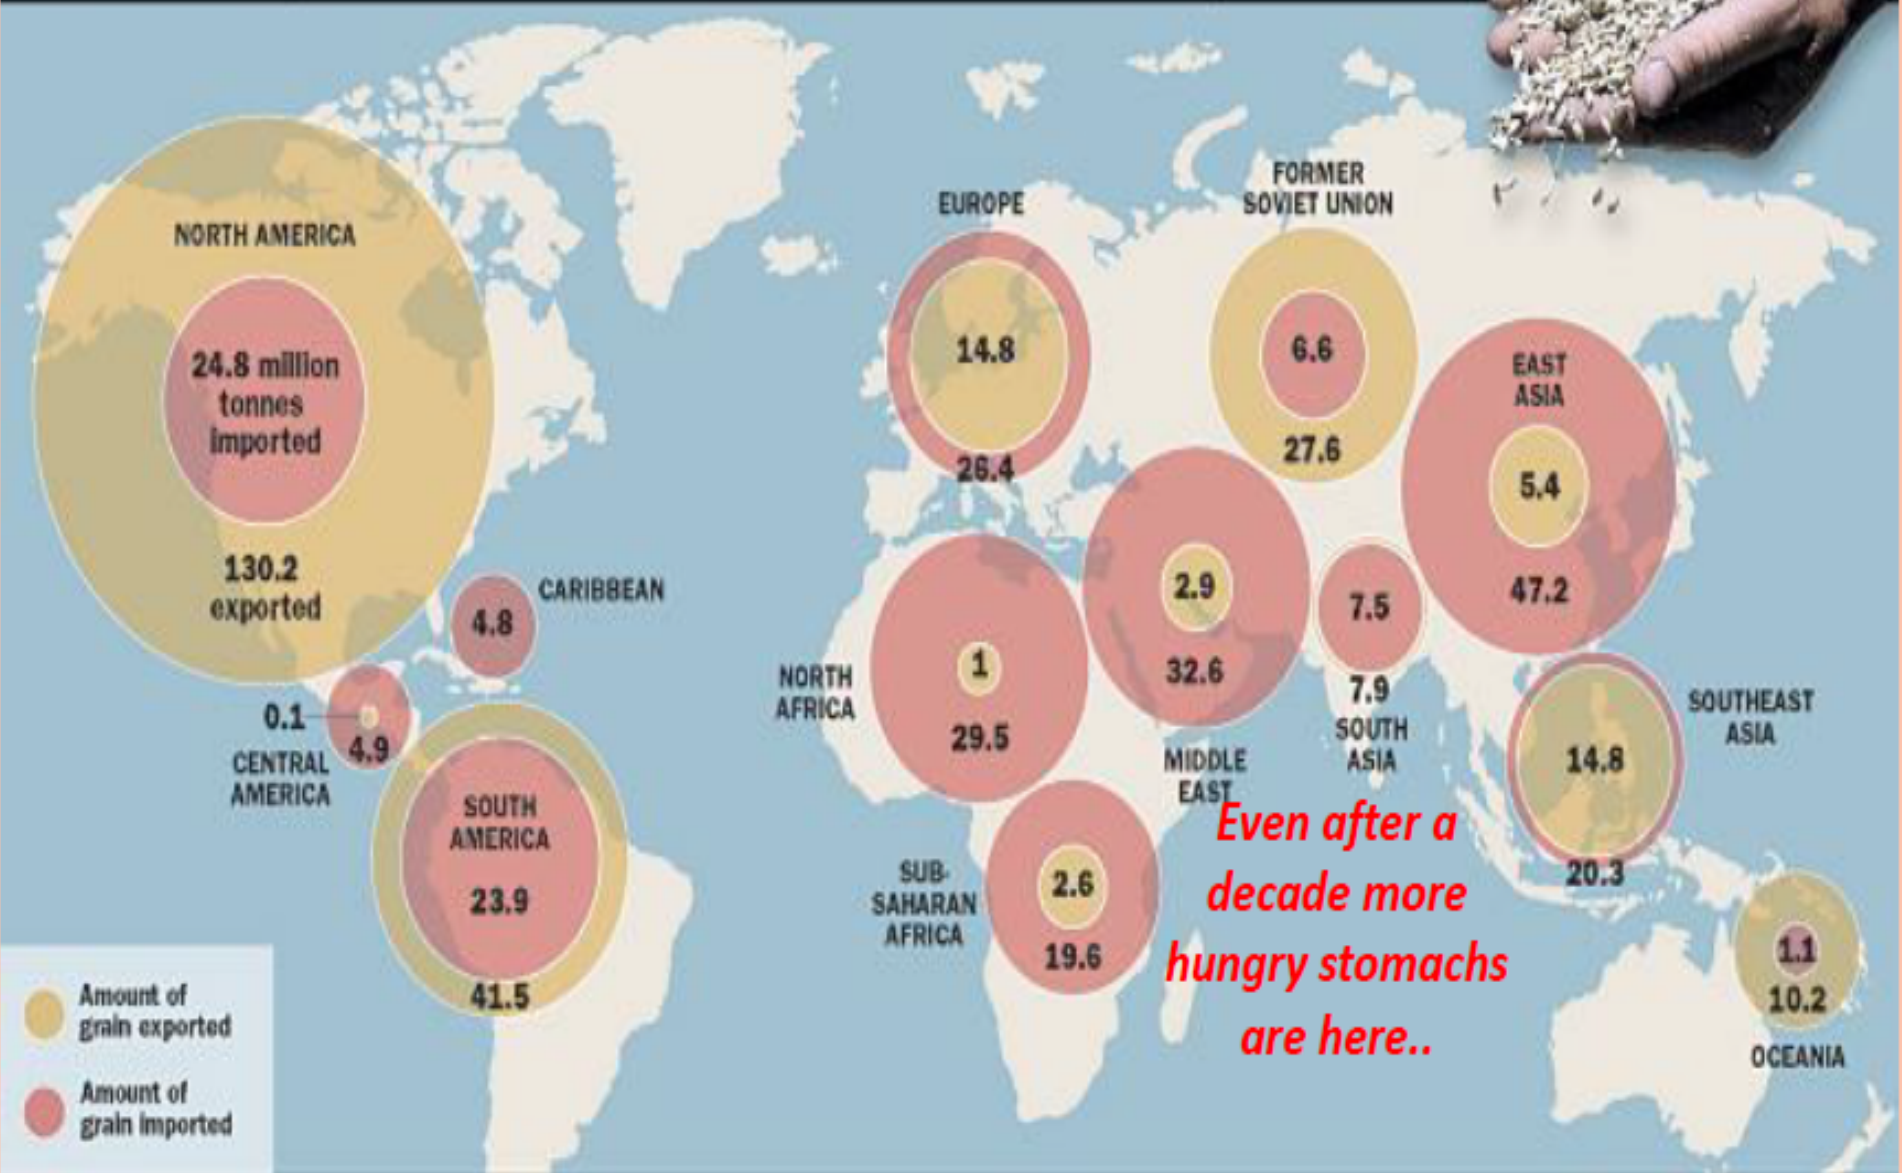 NORTH AMERICA
24.8 million
tonnes
imported
130.2
exported
CARIBBEAN
4.8
0.1
4.9
CENTRAL
AMERICA
SOUTH
AMERICA
23.9
41.5
EUROPE
14.8
26.4
FORMER
SOVIET UNION
6.6
27.6
EAST
ASIA
5.4
47.2
NORTH
AFRICA
1
29.5
2.9
32.6
MIDDLE
EAST
7.5
7.9
SOUTH
ASIA
SOUTHEAST
ASIA
14.8
20.3
SUB-
SAHARAN
AFRICA
2.6
19.6
Even after a
decade more
hungry stomachs
are here..
1.1
10.2
OCEANIA
Amount of
grain exported
Amount of
grain imported